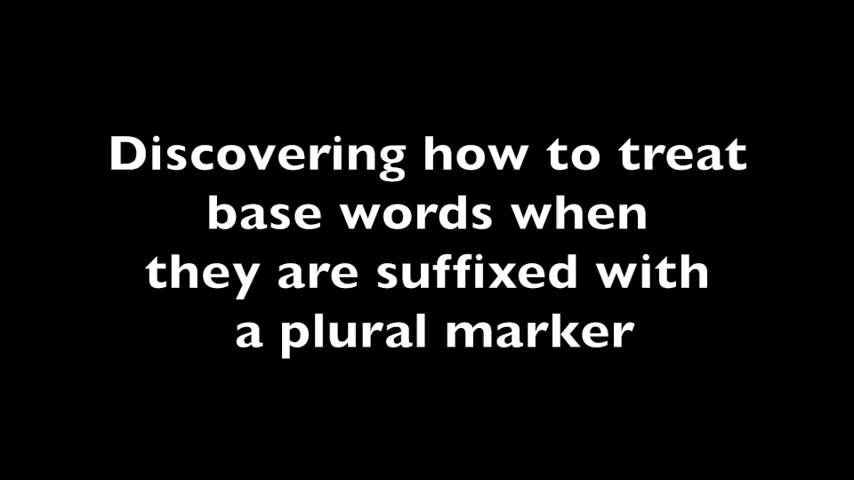 Discovering how to treat
base words when
they are suffixed with
a plural marker